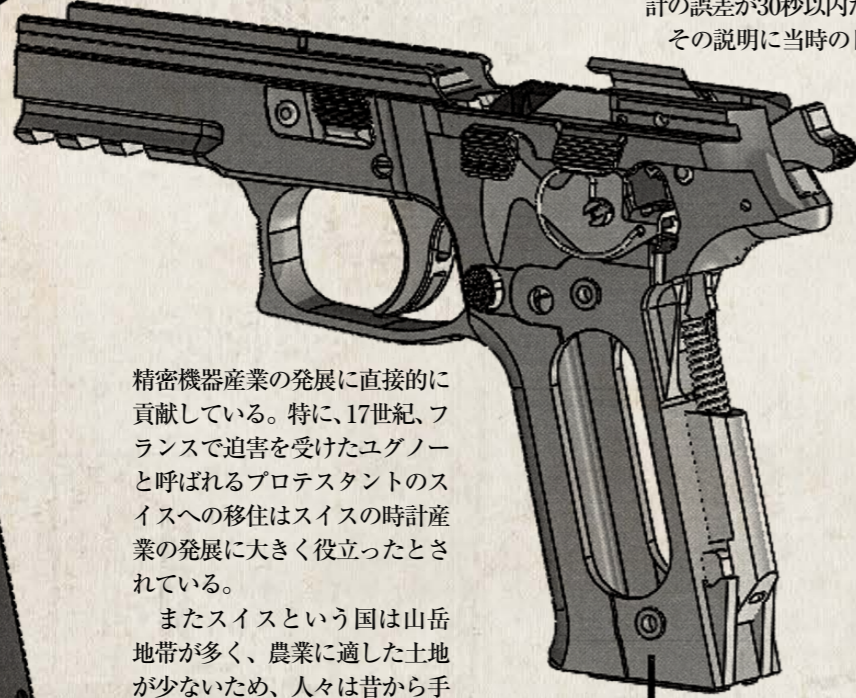 計の誤差が30秒以内だ
その説明に当時の日
精密機器産業の発展に直接的に
貢献している。特に、17世紀、フ
ランスで迫害を受けたユグノー
と呼ばれるプロテスタントのス
イスへの移住はスイスの時計産
業の発展に大きく役立ったとさ
れている。
またスイスという国は山岳
地帯が多く、農業に適した土地
が少ないため、人々は昔から手